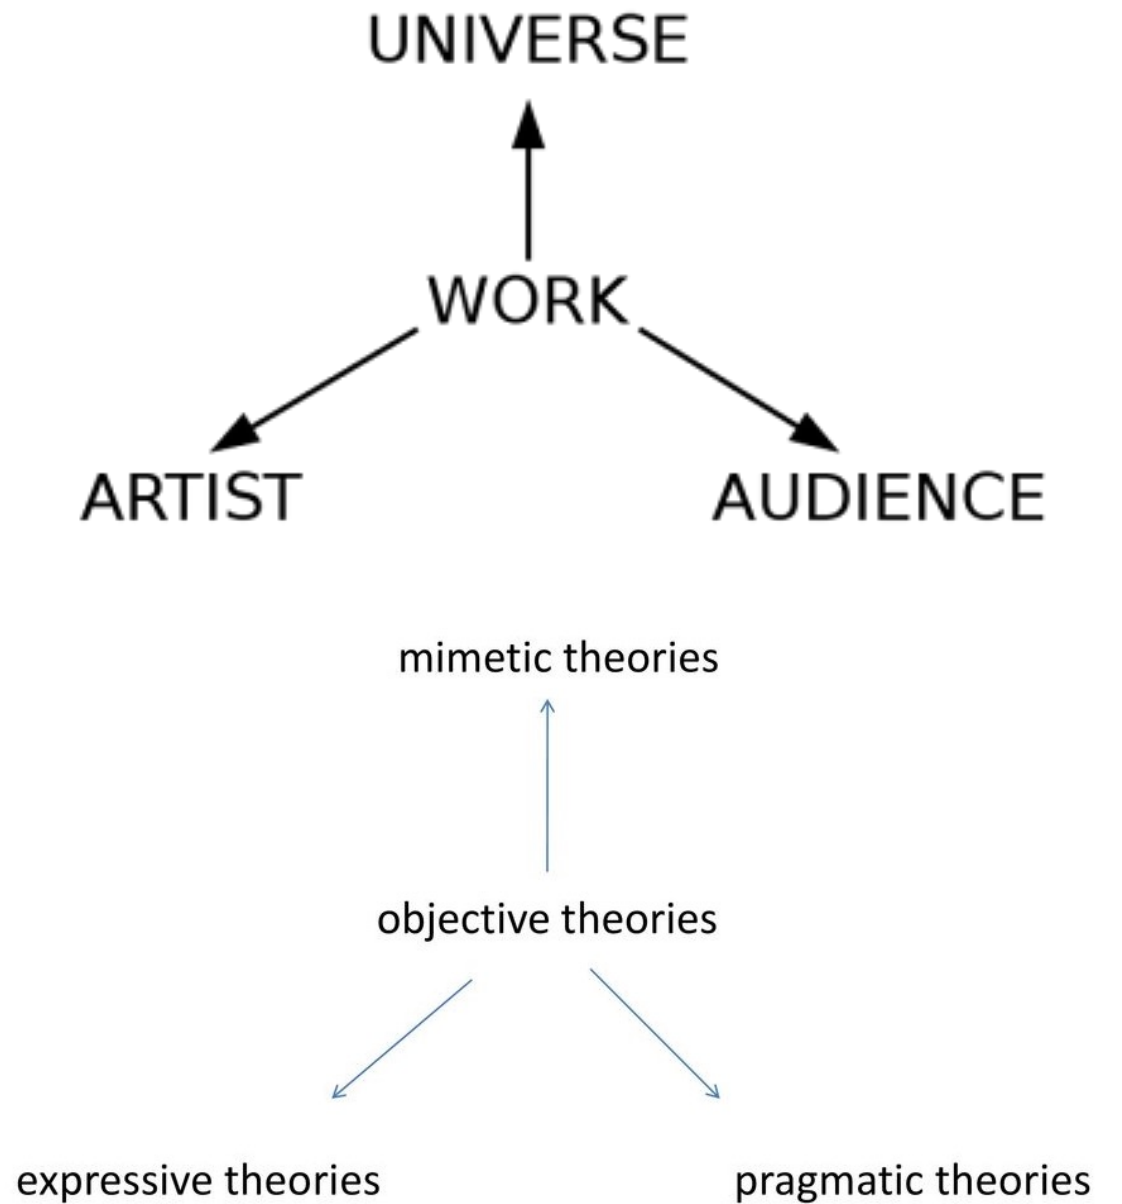 UNIVERSE
WORK
ARTIST AUDIENCE
mimetic theories
objective theories
expressive theories pragmatic theories